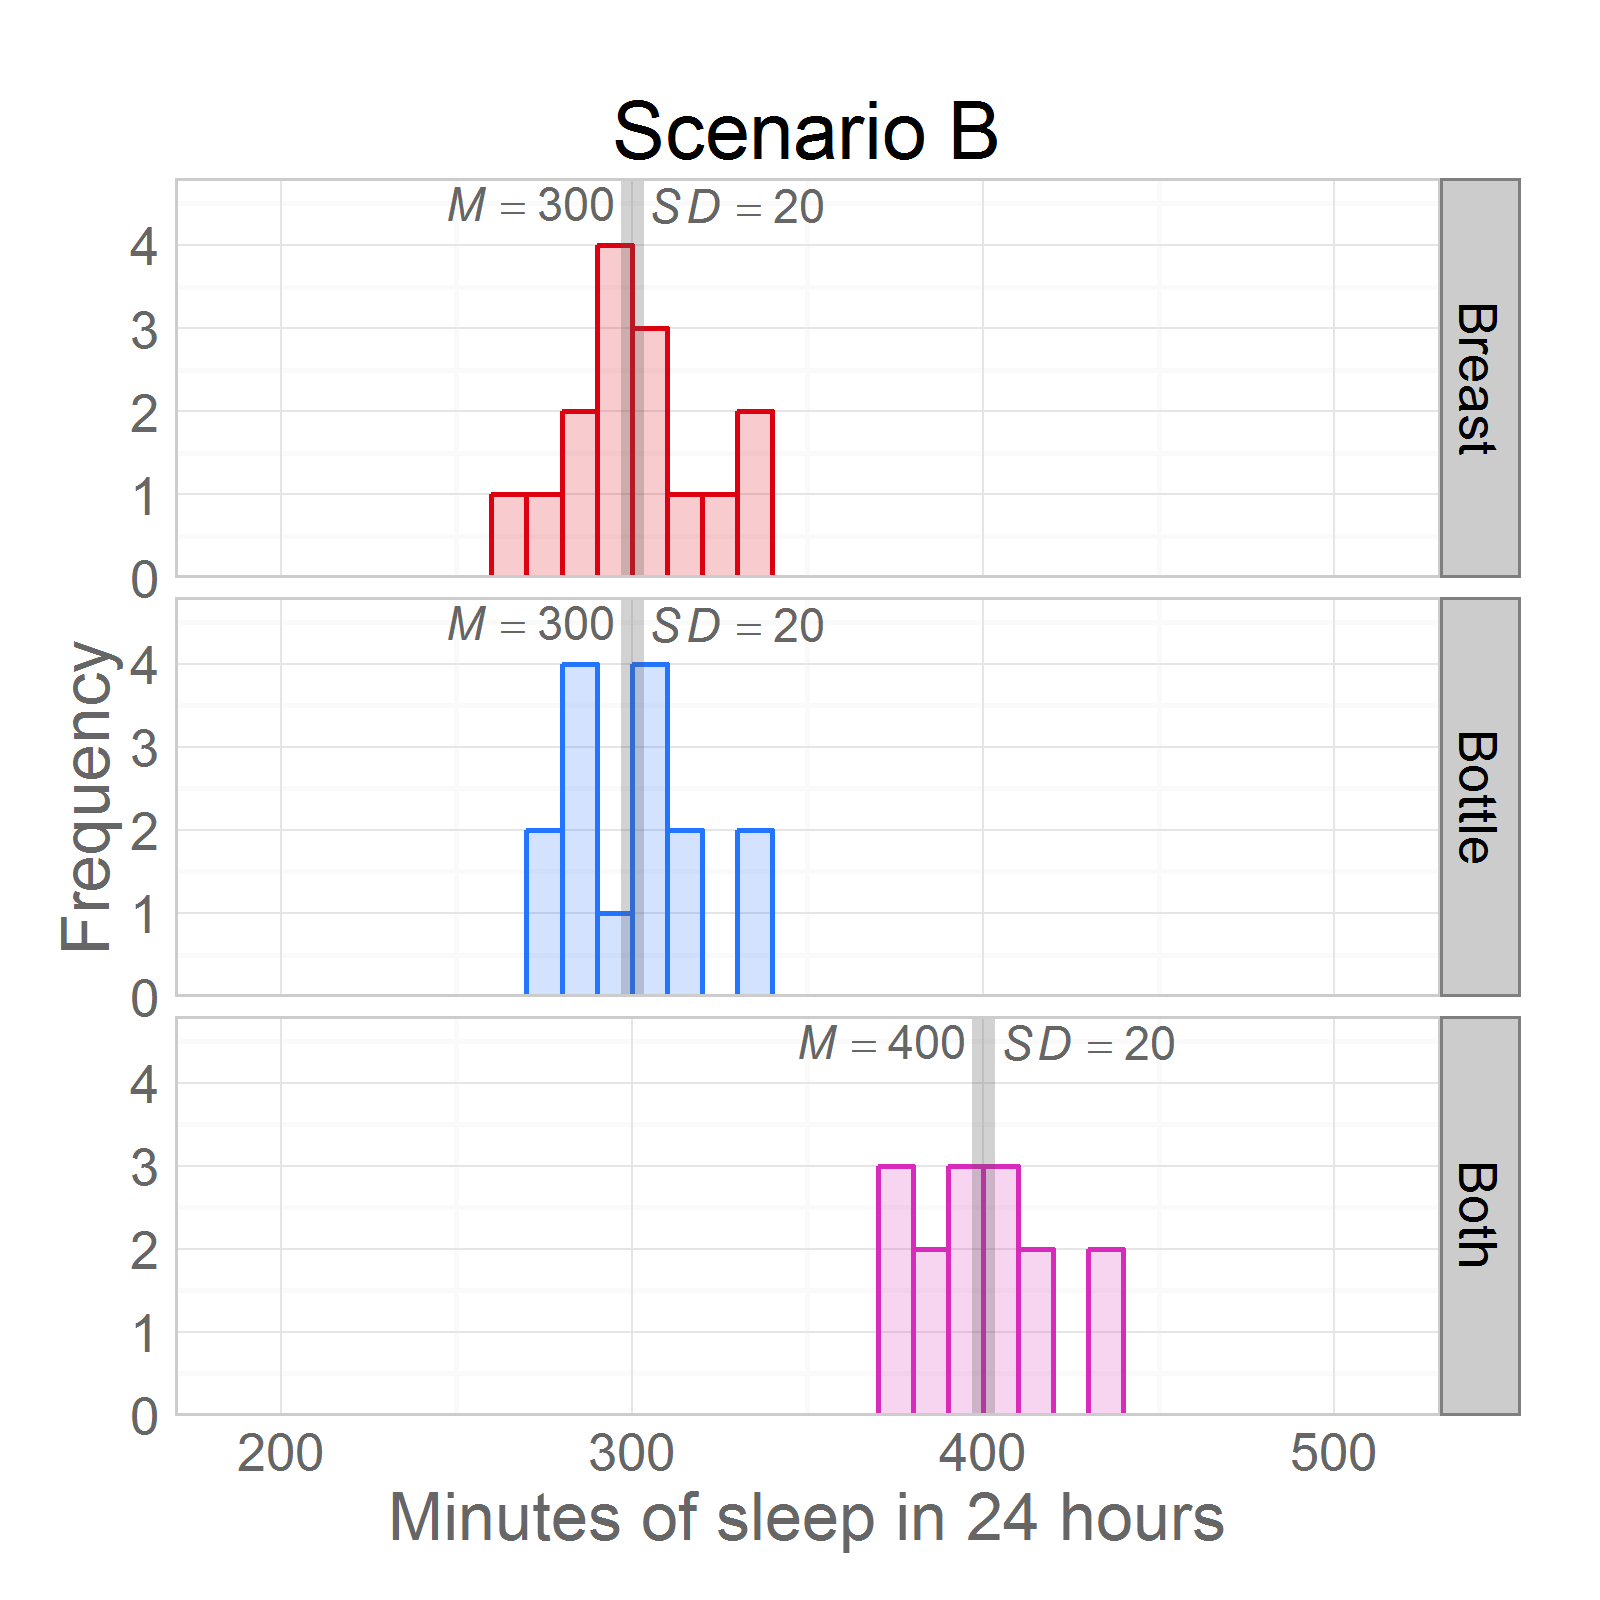 Scenario B
M = 300 SD = 20
4
3
2
1
0
Breast
M = 300 SD = 20
4
3
2
1
0
Bottle
Frequency
M = 400 SD = 20
4
3
2
1
0
Both
200 300 400 500
Minutes of sleep in 24 hours